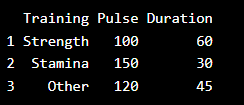 Training Pulse Duration
1 Strength 100 60
2 Stamina 150 30
3 Other 120 45